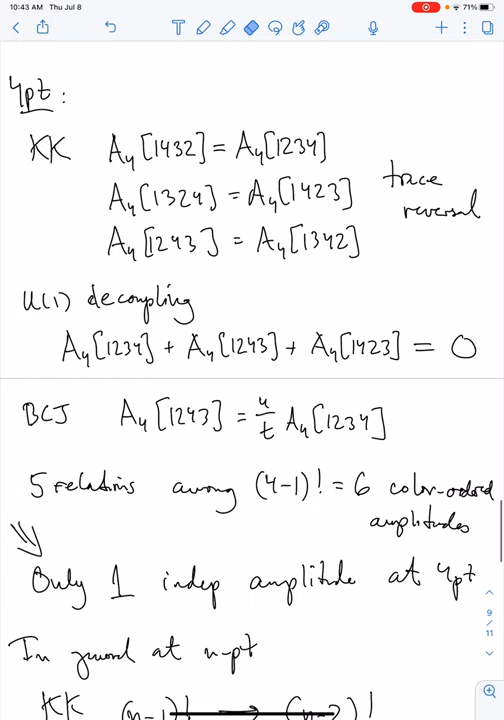 10:43 AM Thu Jul 8
71%
4pt :
KK A₄[1432] = A₄[1234]
A₄[1324] = A₄[1423] trace reversal
A₄[1243] = A₄[1342]
U(1) decoupling
A₄[1234] + A₄[1243] + A₄[1423] = 0
BCJ A₄[1243] = u/t A₄[1234]
5 relations among (4-1)! = 6 color-ordered
amplitudes
⇒
Only 1 indep amplitude at 4pt
9
/
11
In general at n-pt
KK (n-1)! → (n-2)!